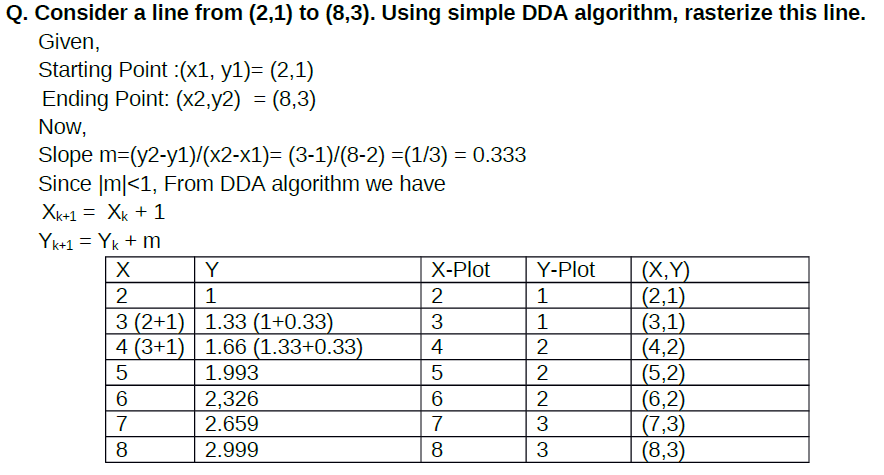 Q. Consider a line from (2,1) to (8,3). Using simple DDA algorithm, rasterize this line.
Given,
Starting Point :(x1, y1)= (2,1)
Ending Point: (x2,y2) = (8,3)
Now,
Slope m=(y2-y1)/(x2-x1)= (3-1)/(8-2) =(1/3) = 0.333
Since |m|<1, From DDA algorithm we have
Xk+1 = Xk + 1
Yk+1 = Yk + m
X Y X-Plot Y-Plot (X,Y)
2 1 2 1 (2,1)
3 (2+1) 1.33 (1+0.33) 3 1 (3,1)
4 (3+1) 1.66 (1.33+0.33) 4 2 (4,2)
5 1.993 5 2 (5,2)
6 2,326 6 2 (6,2)
7 2.659 7 3 (7,3)
8 2.999 8 3 (8,3)